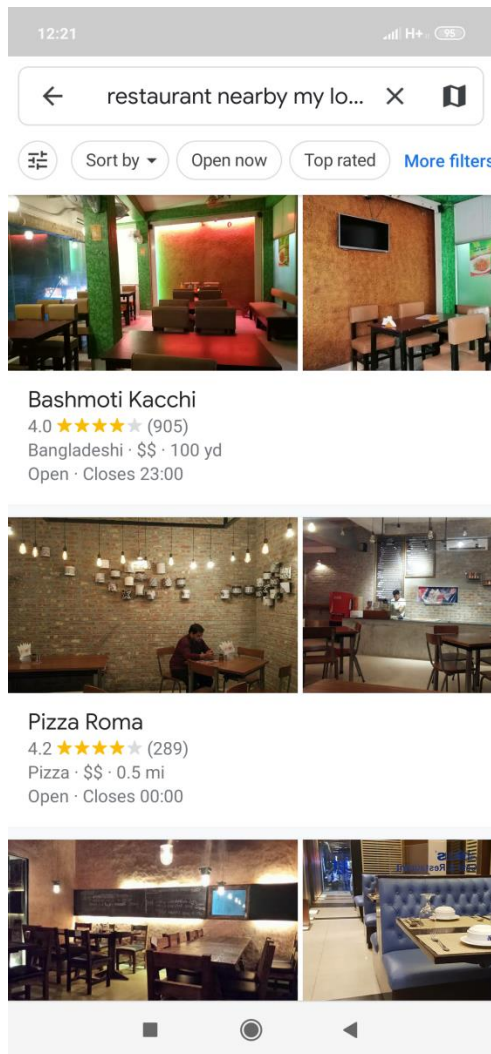 12:21
H+ 95
restaurant nearby my lo...
Sort by
Open now
Top rated
More filters
Bashmoti Kacchi
4.0 (905)
Bangladeshi · $$ · 100 yd
Open · Closes 23:00
Pizza Roma
4.2 (289)
Pizza · $$ · 0.5 mi
Open · Closes 00:00